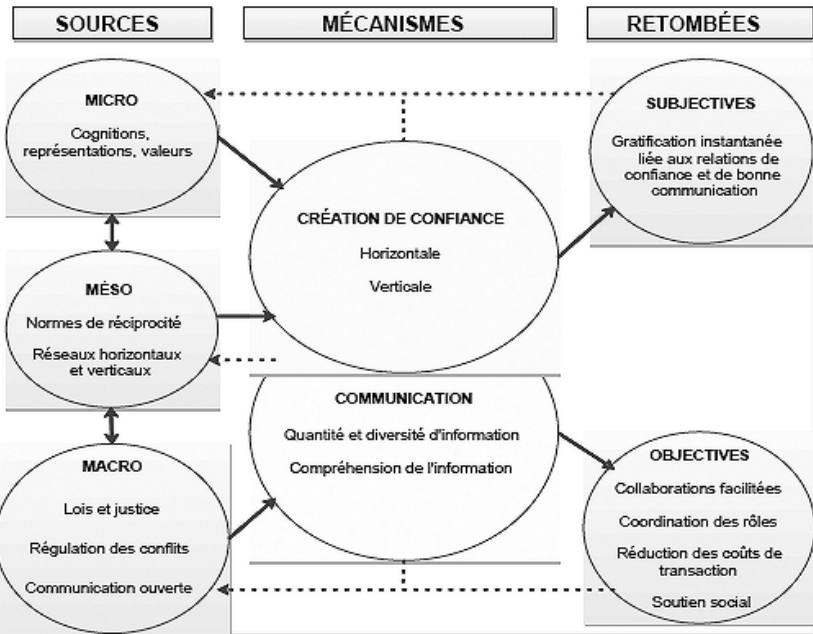 SOURCES
MÉCANISMES
RETOMBÉES
MICRO
Cognitions,
représentations, valeurs
MÉSO
Normes de réciprocité
Réseaux horizontaux
et verticaux
MACRO
Lois et justice
Régulation des conflits
Communication ouverte
CRÉATION DE CONFIANCE
Horizontale
Verticale
COMMUNICATION
Quantité et diversité d'information
Compréhension de l'information
SUBJECTIVES
Gratification instantanée
liée aux relations de
confiance et de bonne
communication
OBJECTIVES
Collaborations facilitées
Coordination des rôles
Réduction des coûts de
transaction
Soutien social